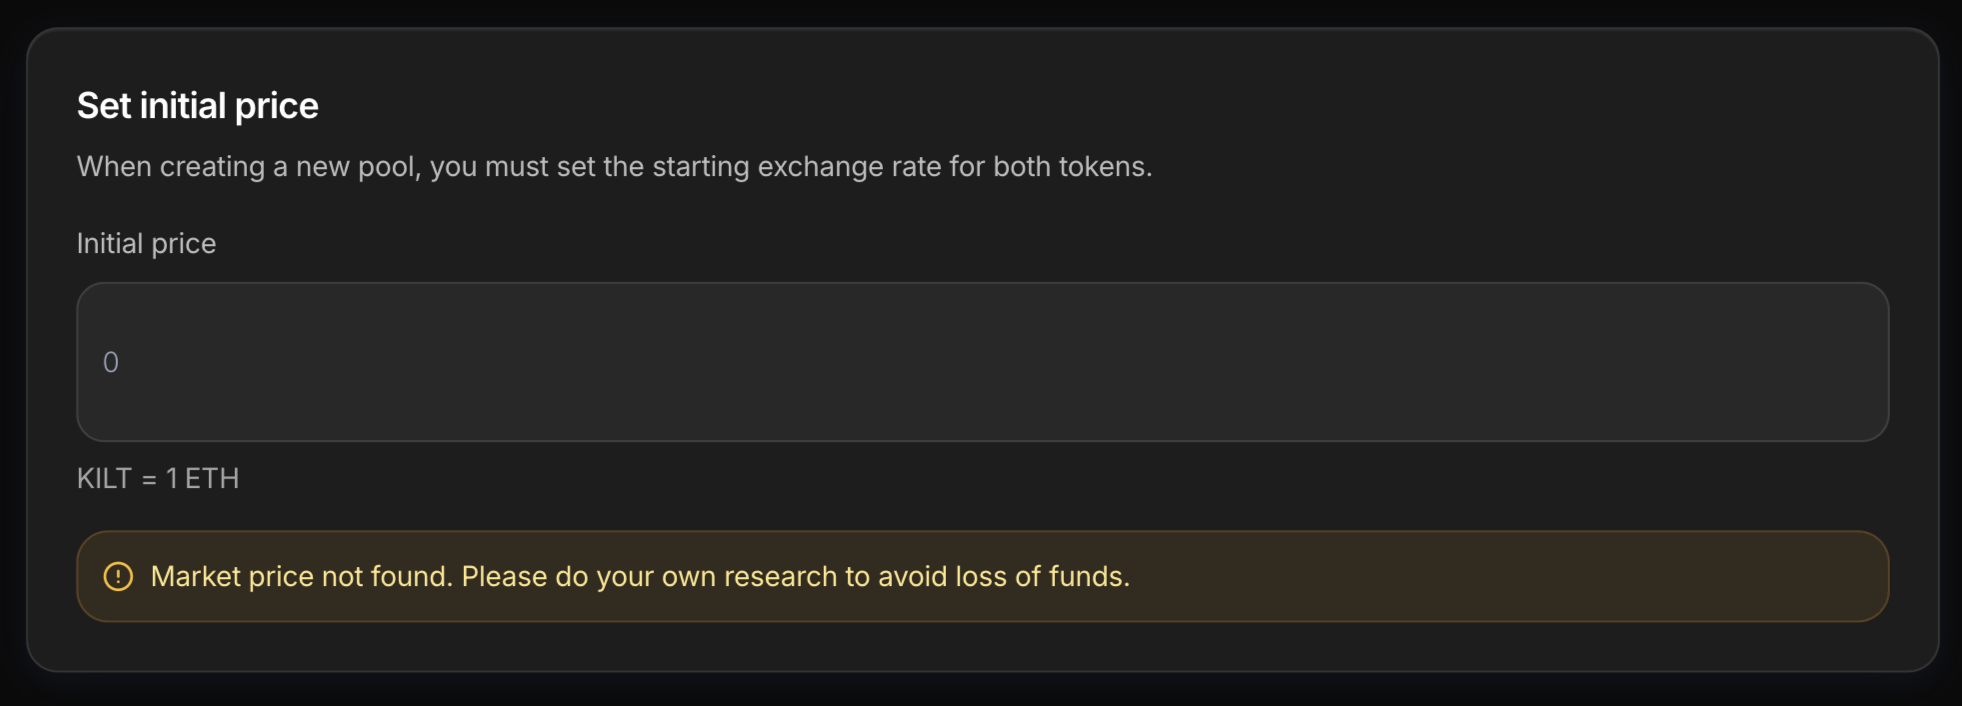 Set initial price
When creating a new pool, you must set the starting exchange rate for both tokens.
Initial price
0
KILT = 1 ETH
Market price not found. Please do your own research to avoid loss of funds.